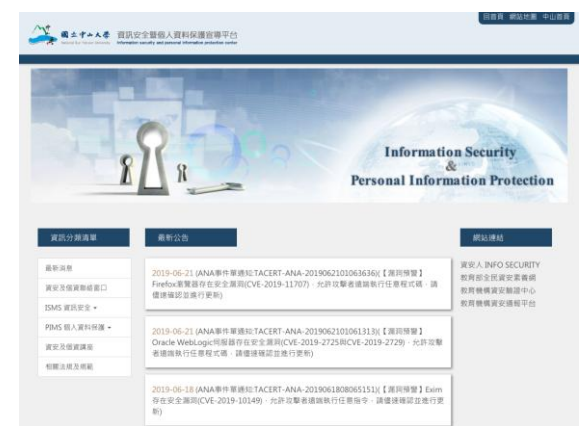 回首頁 網站地圖 中山首頁
國立中山大學 資訊安全暨個人資料保護宣導平台
National Sun Yat-sen University Information security and personal information protection center
Information Security
&
Personal Information Protection
資訊分類清單
最新消息
資安及個資聯絡窗口
ISMS 資訊安全
PIMS 個人資料保護
資安及個資講座
相關法規及規範
最新公告
2019-06-21 (ANA事件單通知:TACERT-ANA-2019062101063636)(【漏洞預警】
Firefox瀏覽器存在安全漏洞(CVE-2019-11707)，允許攻擊者遠端執行任意程式碼，請
儘速確認並進行更新)
2019-06-21 (ANA事件單通知:TACERT-ANA-2019062101061313)(【漏洞預警】
Oracle WebLogic伺服器存在安全漏洞(CVE-2019-2725與CVE-2019-2729)，允許攻擊
者遠端執行任意程式碼，請儘速確認並進行更新)
2019-06-18 (ANA事件單通知:TACERT-ANA-2019061808065151)(【漏洞預警】Exim
存在安全漏洞(CVE-2019-10149)，允許攻擊者遠端執行任意指令，請儘速確認並進行更
新)
網站連結
資安人 INFO SECURITY
教育部全民資安素養網
教育機構資安驗證中心
教育機構資安通報平台